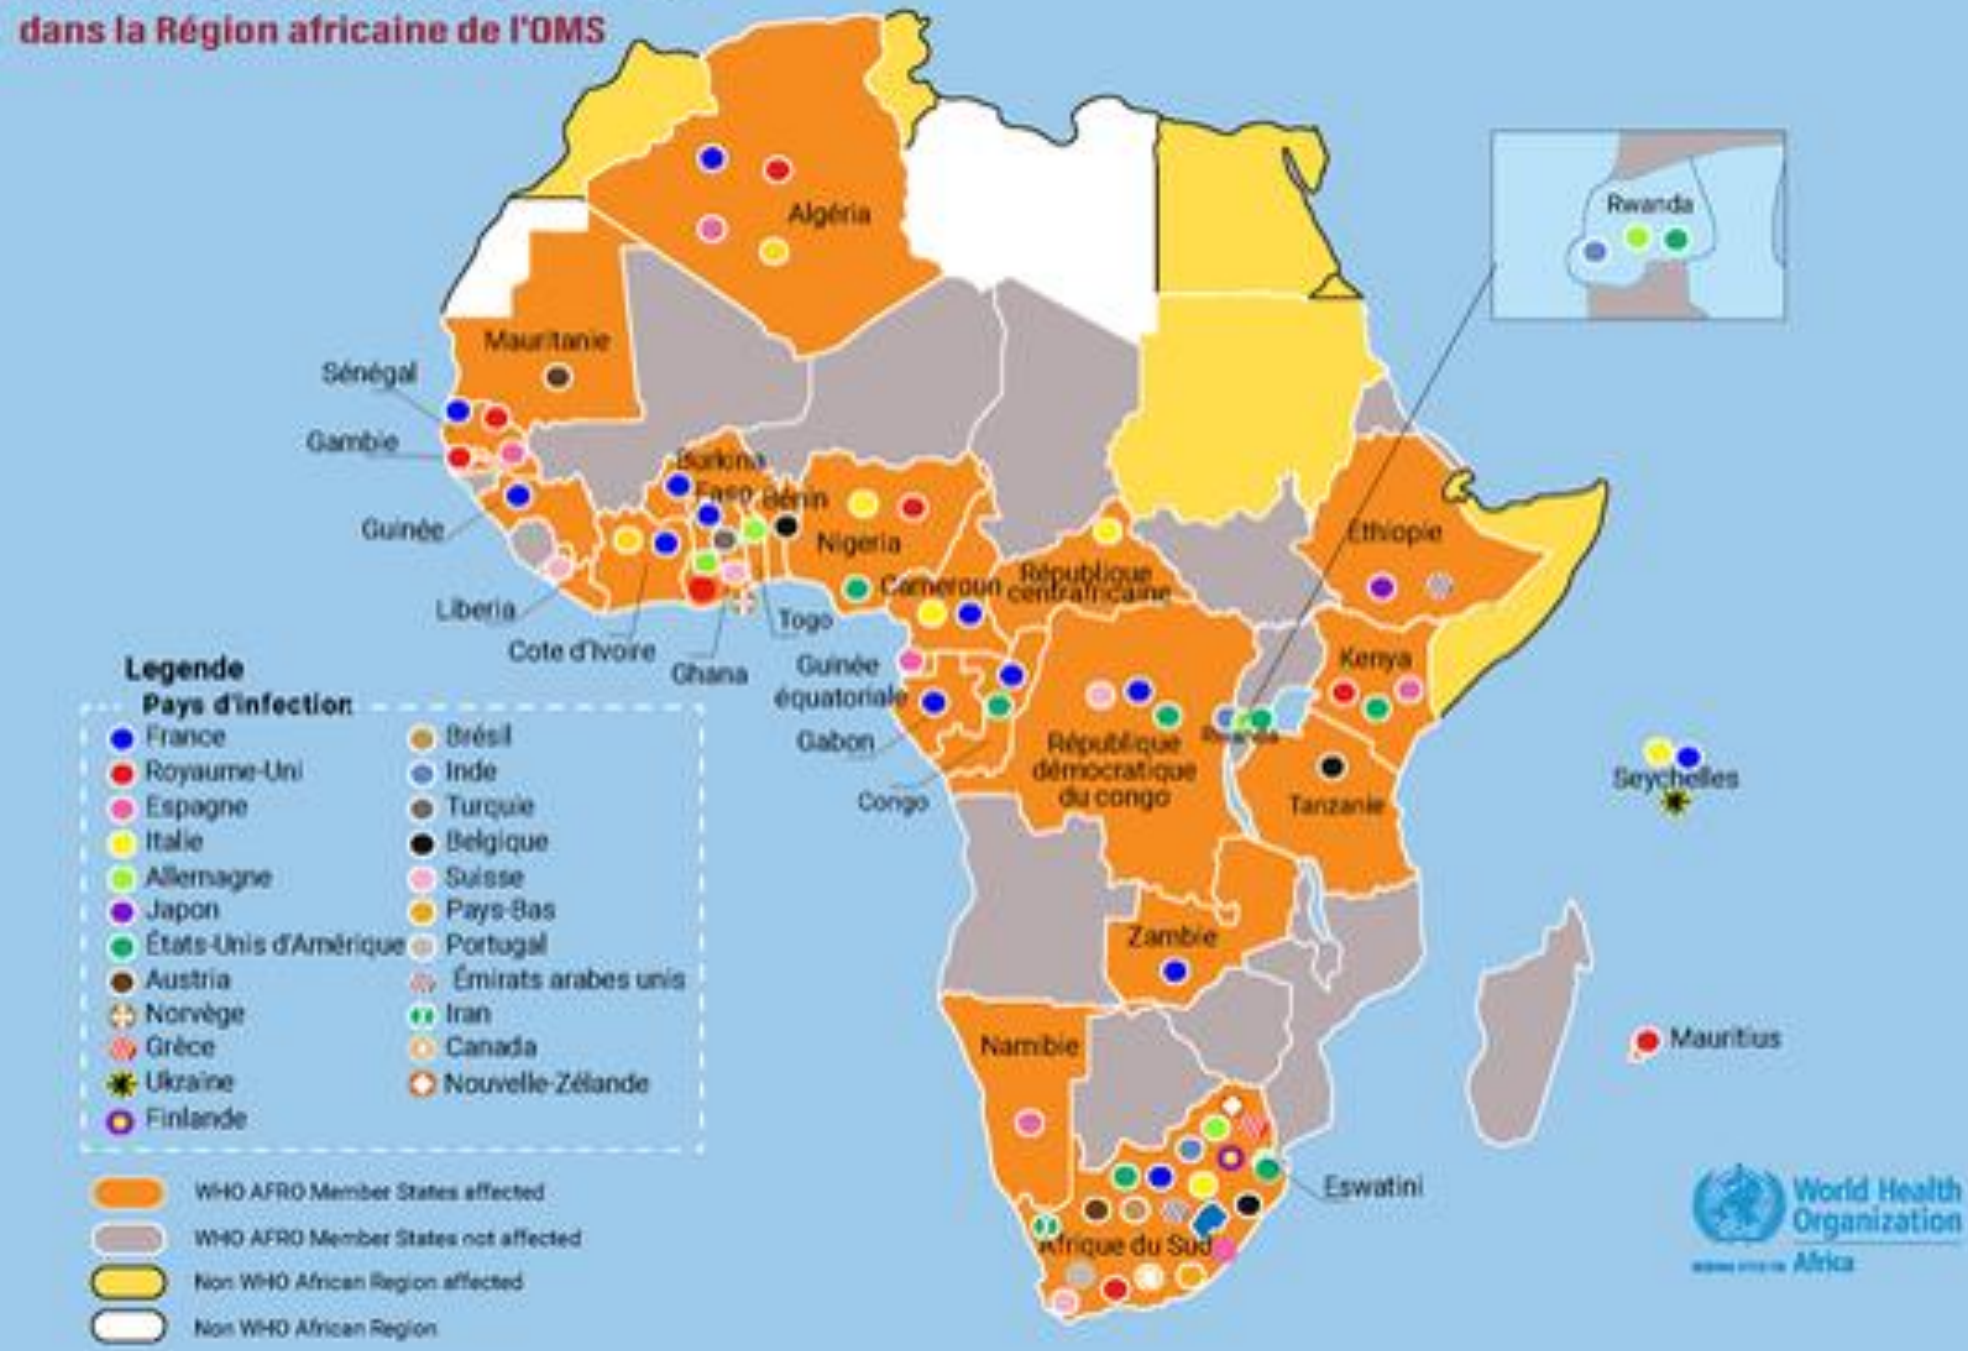 dans la Région africaine de l'OMS
Algéria
Rwanda
Mauritanie
Sénégal
Gambie
Burkina
Faso
Bénin
Guinée
Nigeria
Ethiopie
Cameroun
République
centrafricaine
Liberia
Togo
Cote d'Ivoire
Ghana
Guinée
équatoriale
Kenya
Gabon
Rwanda
République
démocratique
du congo
Congo
Tanzanie
Seychelles
Zambie
Namibie
Mauritius
Eswatini
Afrique du Sud
Legende
Pays d'infection
France
Royaume-Uni
Espagne
Italie
Allemagne
Japon
États-Unis d'Amérique
Austria
Norvège
Grèce
Ukraine
Finlande
Brésil
Inde
Turquie
Belgique
Suisse
Pays-Bas
Portugal
Émirats arabes unis
Iran
Canada
Nouvelle-Zélande
WHO AFRO Member States affected
WHO AFRO Member States not affected
Non WHO African Region affected
Non WHO African Region
World Health
Organization
Africa